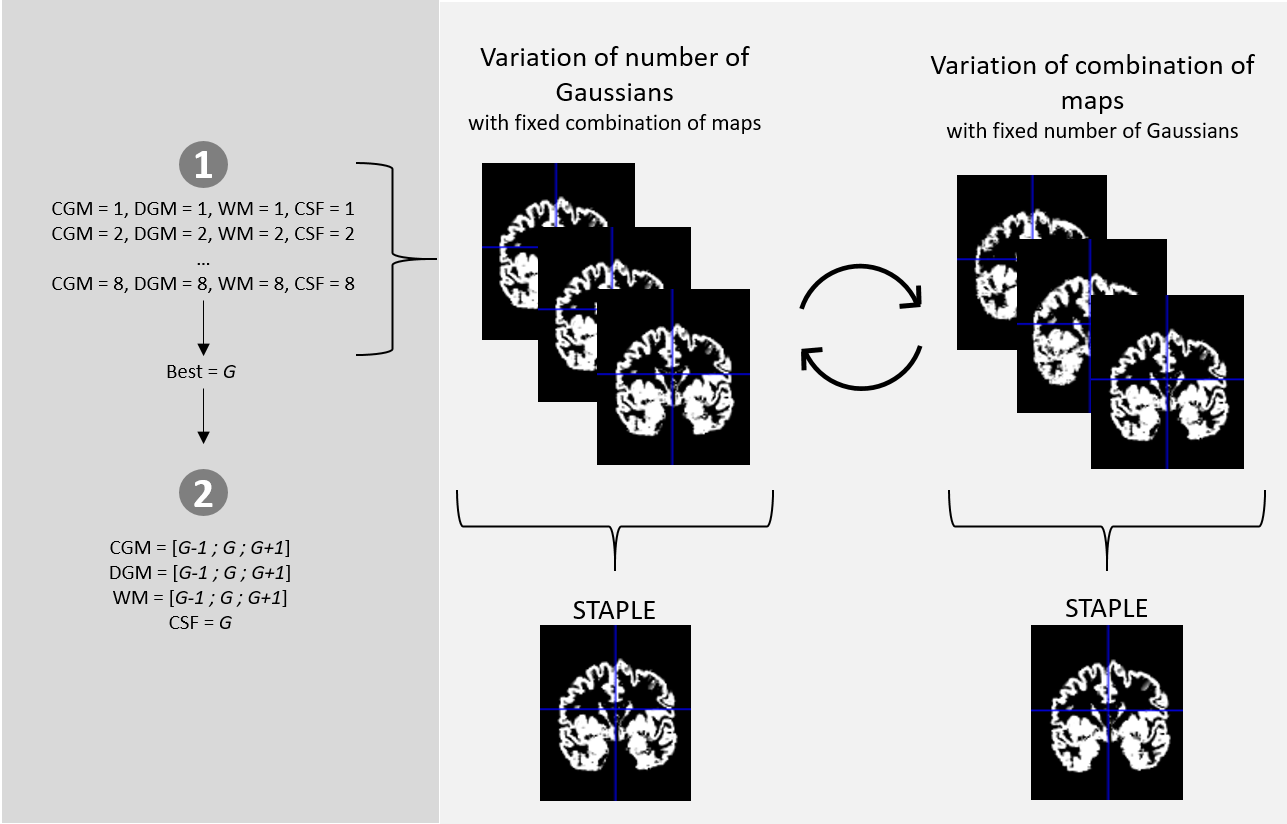 1
CGM = 1, DGM = 1, WM = 1, CSF = 1
CGM = 2, DGM = 2, WM = 2, CSF = 2
...
CGM = 8, DGM = 8, WM = 8, CSF = 8
Best = G
2
CGM = [G-1 ; G ; G+1]
DGM = [G-1 ; G ; G+1]
WM = [G-1 ; G ; G+1]
CSF = G
Variation of number of
Gaussians
with fixed combination of maps
STAPLE
Variation of combination of
maps
with fixed number of Gaussians
STAPLE